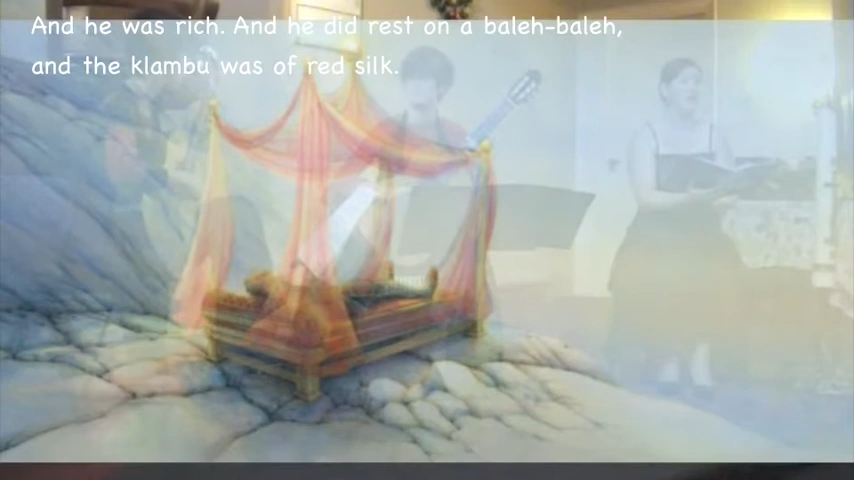 And he was rich. And he did rest on a baleh-baleh,
and the klambu was of red silk.